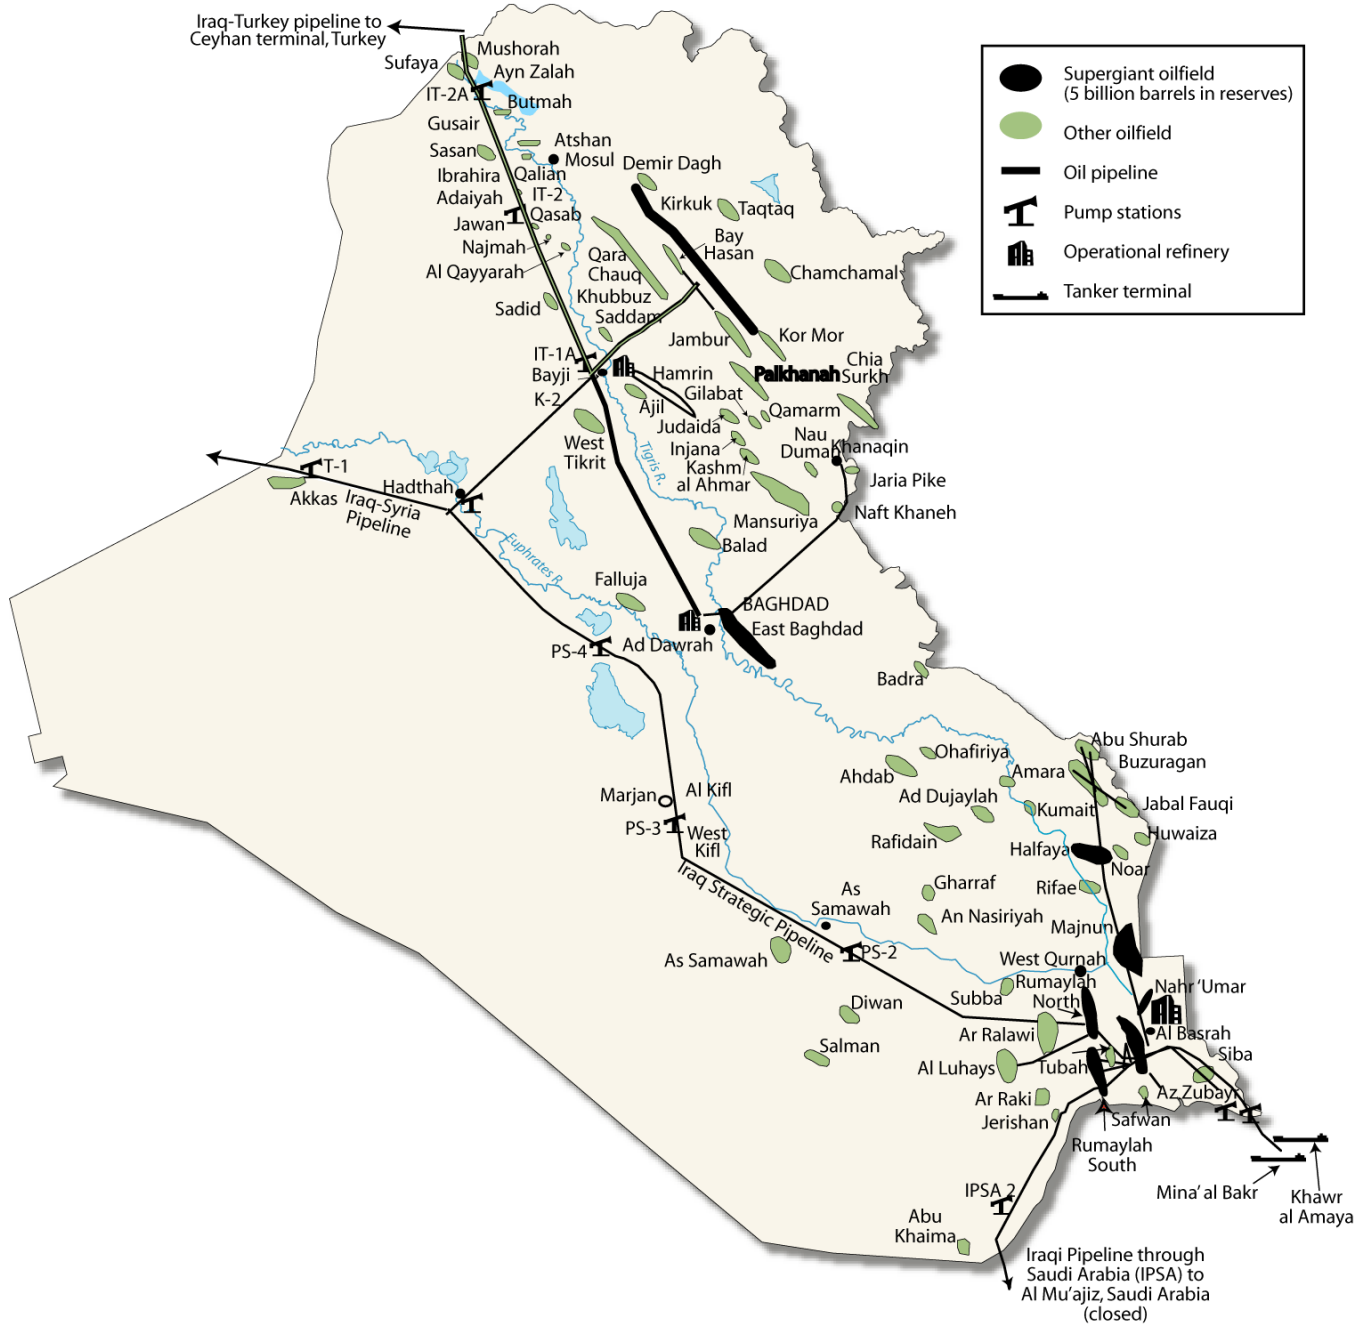 Iraq-Turkey pipeline to
Ceyhan terminal, Turkey
Mushorah
Sufaya
Ayn Zalah
IT-2A
Butmah
Gusair
Atshan
Sasan
Mosul
Demir Dagh
Ibrahira
Qalian
Adaiyah
IT-2
Kirkuk
Taqtaq
Jawan
Qasab
Najmah
Bay
Hasan
Al Qayyarah
Qara
Chauq
Chamchamal
Khubbuz
Sadid
Saddam
Jambur
Kor Mor
IT-1A
Chia
Surkh
Bayji
Hamrin
Palkhanah
K-2
Ajil
Gilabat
Qamarm
Judaida
West
Tikrit
Injana
Nau
Duman
Khanaqin
Kashm
al Ahmar
Tigris R.
T-1
Hadthah
Jaria Pike
Akkas
Iraq-Syria
Pipeline
Mansuriya
Naft Khaneh
Balad
Euphrates R.
Falluja
BAGHDAD
East Baghdad
PS-4
Ad Dawrah
Badra
Abu Shurab
Ohafiriya
Buzuragan
Ahdab
Amara
Marjan
Al Kifl
Ad Dujaylah
Kumait
Jabal Fauqi
PS-3
West
Kifl
Rafidain
Huwaiza
Halfaya
Noar
Iraq Strategic Pipeline
As
Samawah
Gharraf
Rifae
An Nasiriyah
Majnun
As Samawah
PS-2
West Qurnah
Rumaylah
North
Nahr 'Umar
Subba
Diwan
Ar Ralawi
Al Basrah
Salman
Siba
Al Luhays
Tubah
Az Zubayr
Ar Raki
Jerishan
Safwan
Rumaylah
South
IPSA 2
Mina' al Bakr
Khawr
al Amaya
Abu
Khaima
Iraqi Pipeline through
Saudi Arabia (IPSA) to
Al Mu'ajiz, Saudi Arabia
(closed)
Supergiant oilfield
(5 billion barrels in reserves)
Other oilfield
Oil pipeline
Pump stations
Operational refinery
Tanker terminal